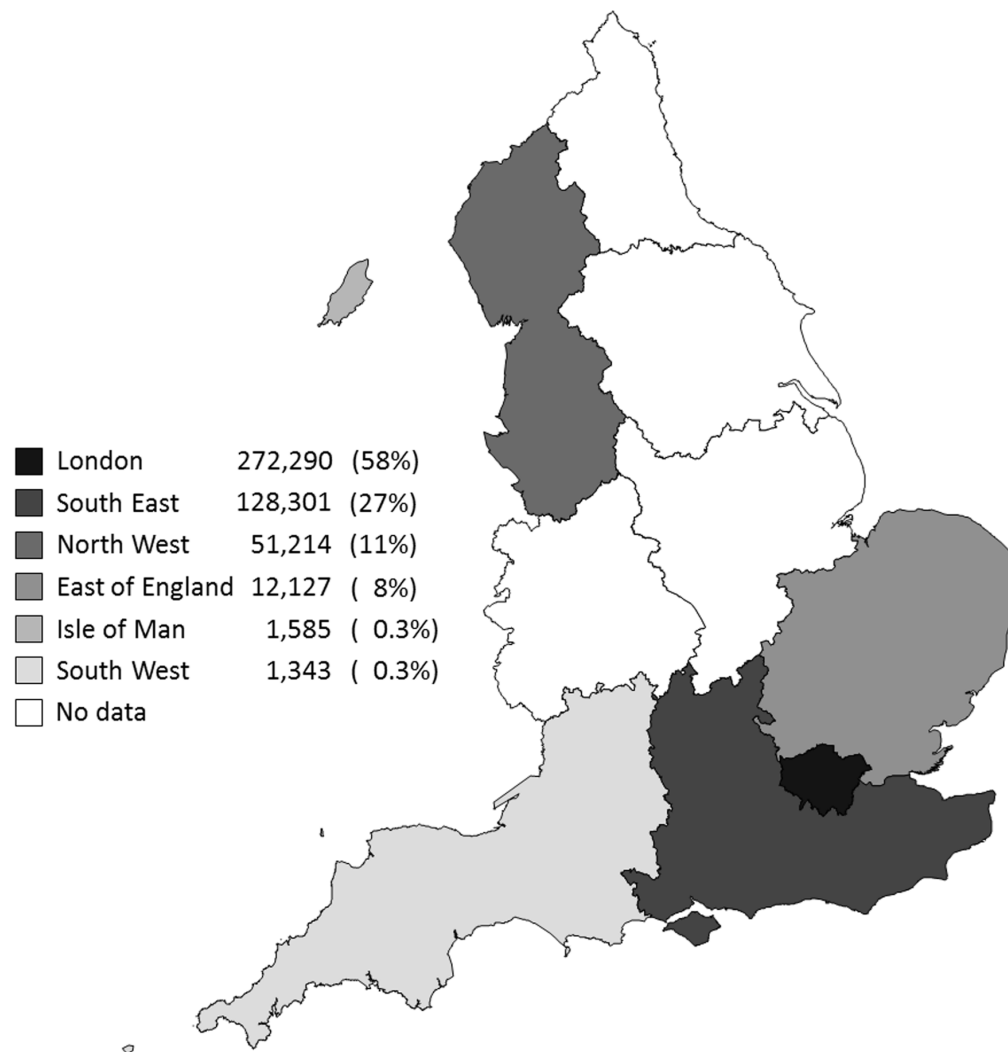 London 272,290 (58%)
South East 128,301 (27%)
North West 51,214 (11%)
East of England 12,127 ( 8%)
Isle of Man 1,585 ( 0.3%)
South West 1,343 ( 0.3%)
No data